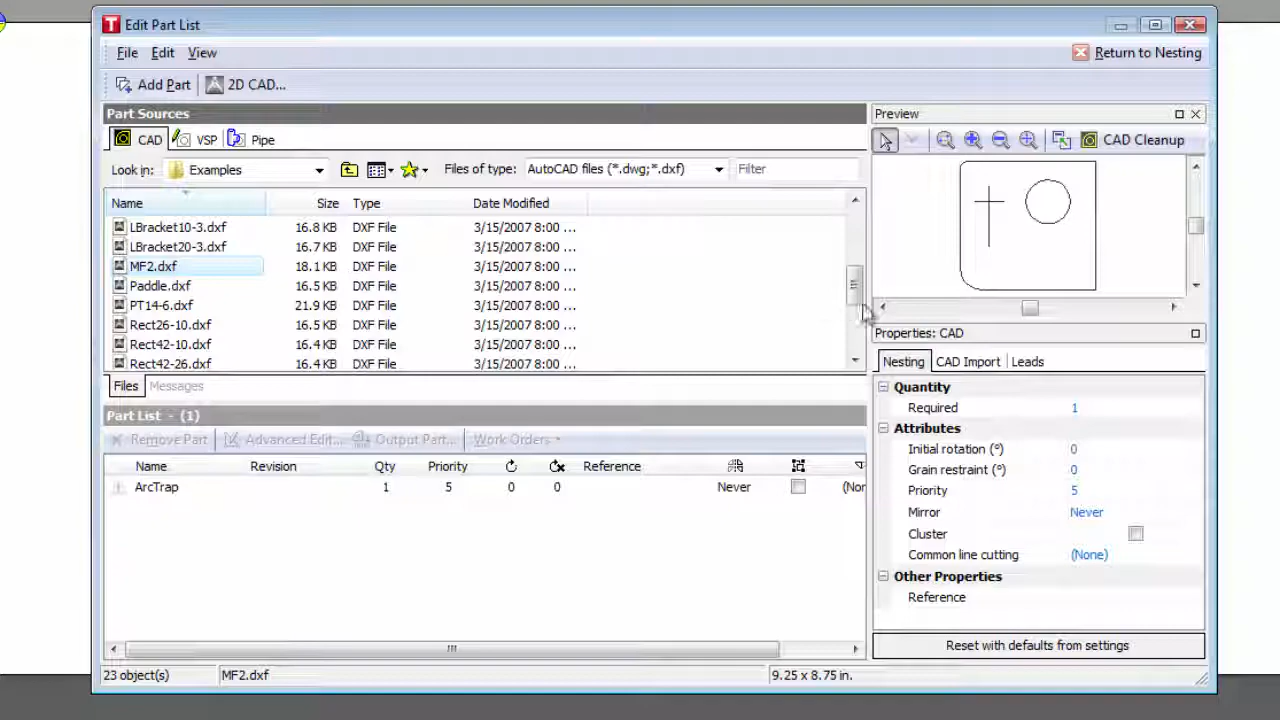 Edit Part List
File Edit View
Return to Nesting
Add Part 2D CAD...
Part Sources
CAD VSP Pipe
Look in: Examples Files of type: AutoCAD files (*.dwg;*.dxf) Filter
Name Size Type Date Modified
LBracket10-3.dxf 16.8 KB DXF File 3/15/2007 8:00 ...
LBracket20-3.dxf 16.7 KB DXF File 3/15/2007 8:00 ...
MF2.dxf 18.1 KB DXF File 3/15/2007 8:00 ...
Paddle.dxf 16.5 KB DXF File 3/15/2007 8:00 ...
PT14-6.dxf 21.9 KB DXF File 3/15/2007 8:00 ...
Rect26-10.dxf 16.5 KB DXF File 3/15/2007 8:00 ...
Rect42-10.dxf 16.4 KB DXF File 3/15/2007 8:00 ...
Rect42-26.dxf 16.4 KB DXF File 3/15/2007 8:00 ...
Files Messages
Part List - (1)
Remove Part Advanced Edit... Output Part... Work Orders
Name Revision Qty Priority Reference
ArcTrap 1 5 0 0 Never (Nor
23 object(s) MF2.dxf 9.25 x 8.75 in.
Preview
CAD Cleanup
Properties: CAD
Nesting CAD Import Leads
Quantity
Required 1
Attributes
Initial rotation (°) 0
Grain restraint (°) 0
Priority 5
Mirror Never
Cluster
Common line cutting (None)
Other Properties
Reference
Reset with defaults from settings